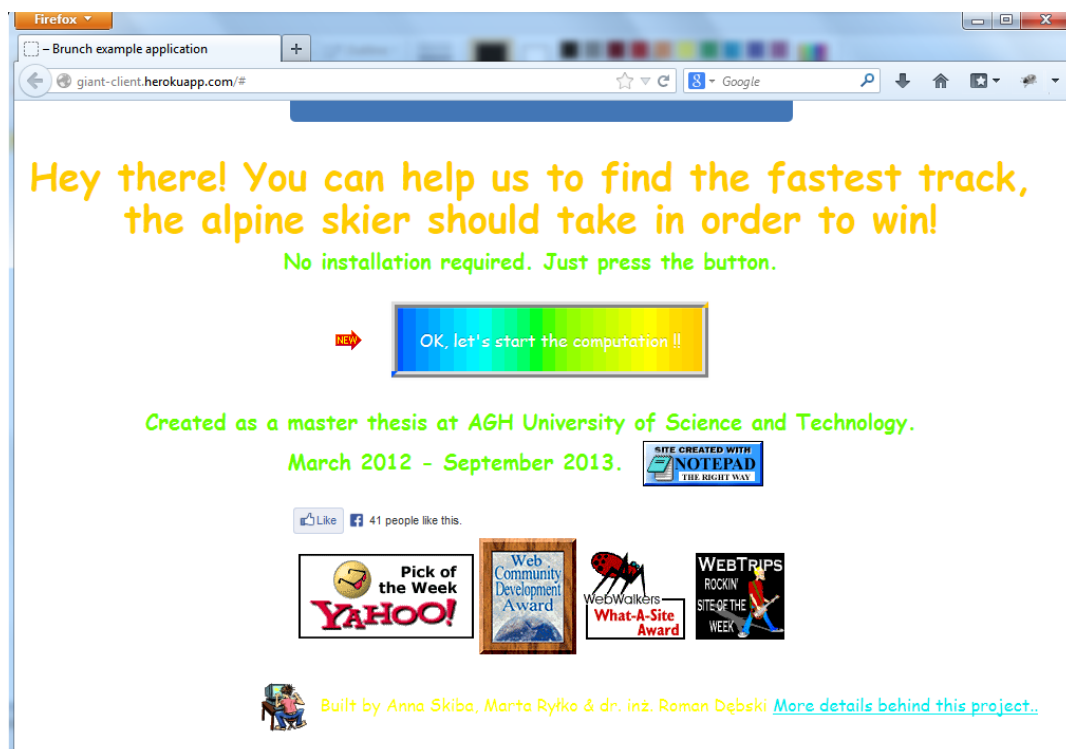 Firefox
– Brunch example application
giant-client.herokuapp.com/#
8 Google
Hey there! You can help us to find the fastest track,
the alpine skier should take in order to win!
No installation required. Just press the button.
NEW
OK, let's start the computation !!
Created as a master thesis at AGH University of Science and Technology.
March 2012 - September 2013.
SITE CREATED WITH
NOTEPAD
THE RIGHT WAY
Like
41 people like this.
Pick of
the Week
YAHOO!
Web
Community
Development
Award
WebWalkers
What-A-Site
Award
WEBTRIPS
ROCKIN'
SITE OF THE
WEEK
Built by Anna Skiba, Marta Ryłko & dr. inż. Roman Dębski More details behind this project..